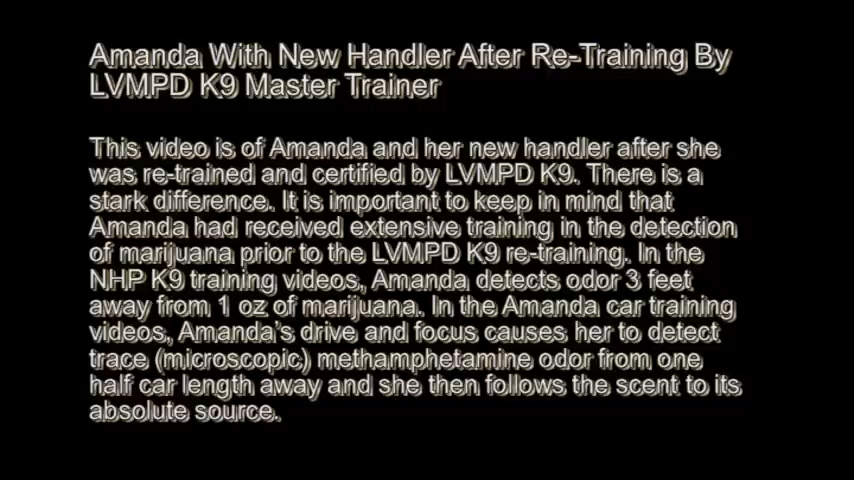 Amanda With New Handler After Re-Training By
LVMPD K9 Master Trainer
This video is of Amanda and her new handler after she
was re-trained and certified by LVMPD K9. There is a
stark difference. It is important to keep in mind that
Amanda had received extensive training in the detection
of marijuana prior to the LVMPD K9 re-training. In the
NHP K9 training videos, Amanda detects odor 3 feet
away from 1 oz of marijuana. In the Amanda car training
videos, Amanda's drive and focus causes her to detect
trace (microscopic) methamphetamine odor from one
half car length away and she then follows the scent to its
absolute source.